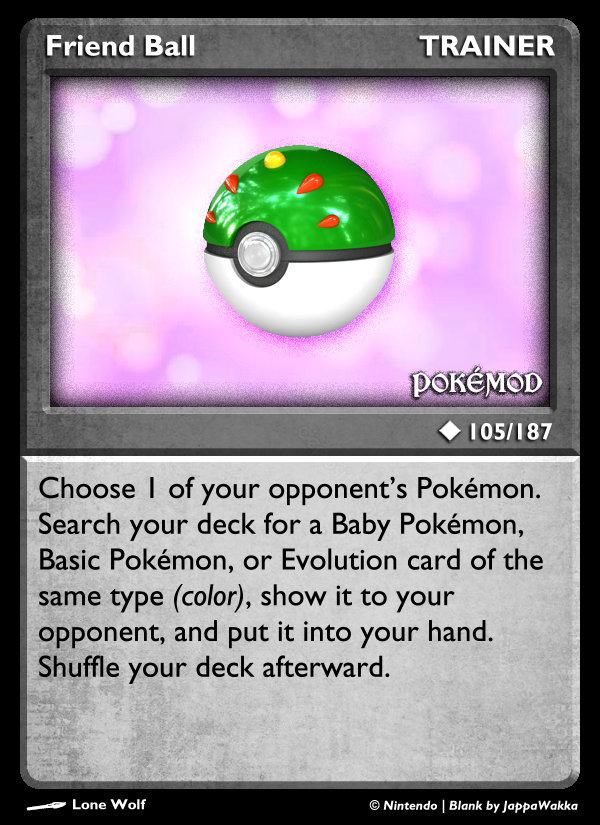 Friend Ball TRAINER
POKÉMOD
◆ 105/187
Choose 1 of your opponent’s Pokémon.
Search your deck for a Baby Pokémon,
Basic Pokémon, or Evolution card of the
same type (color), show it to your
opponent, and put it into your hand.
Shuffle your deck afterward.
Lone Wolf © Nintendo | Blank by JappaWakka